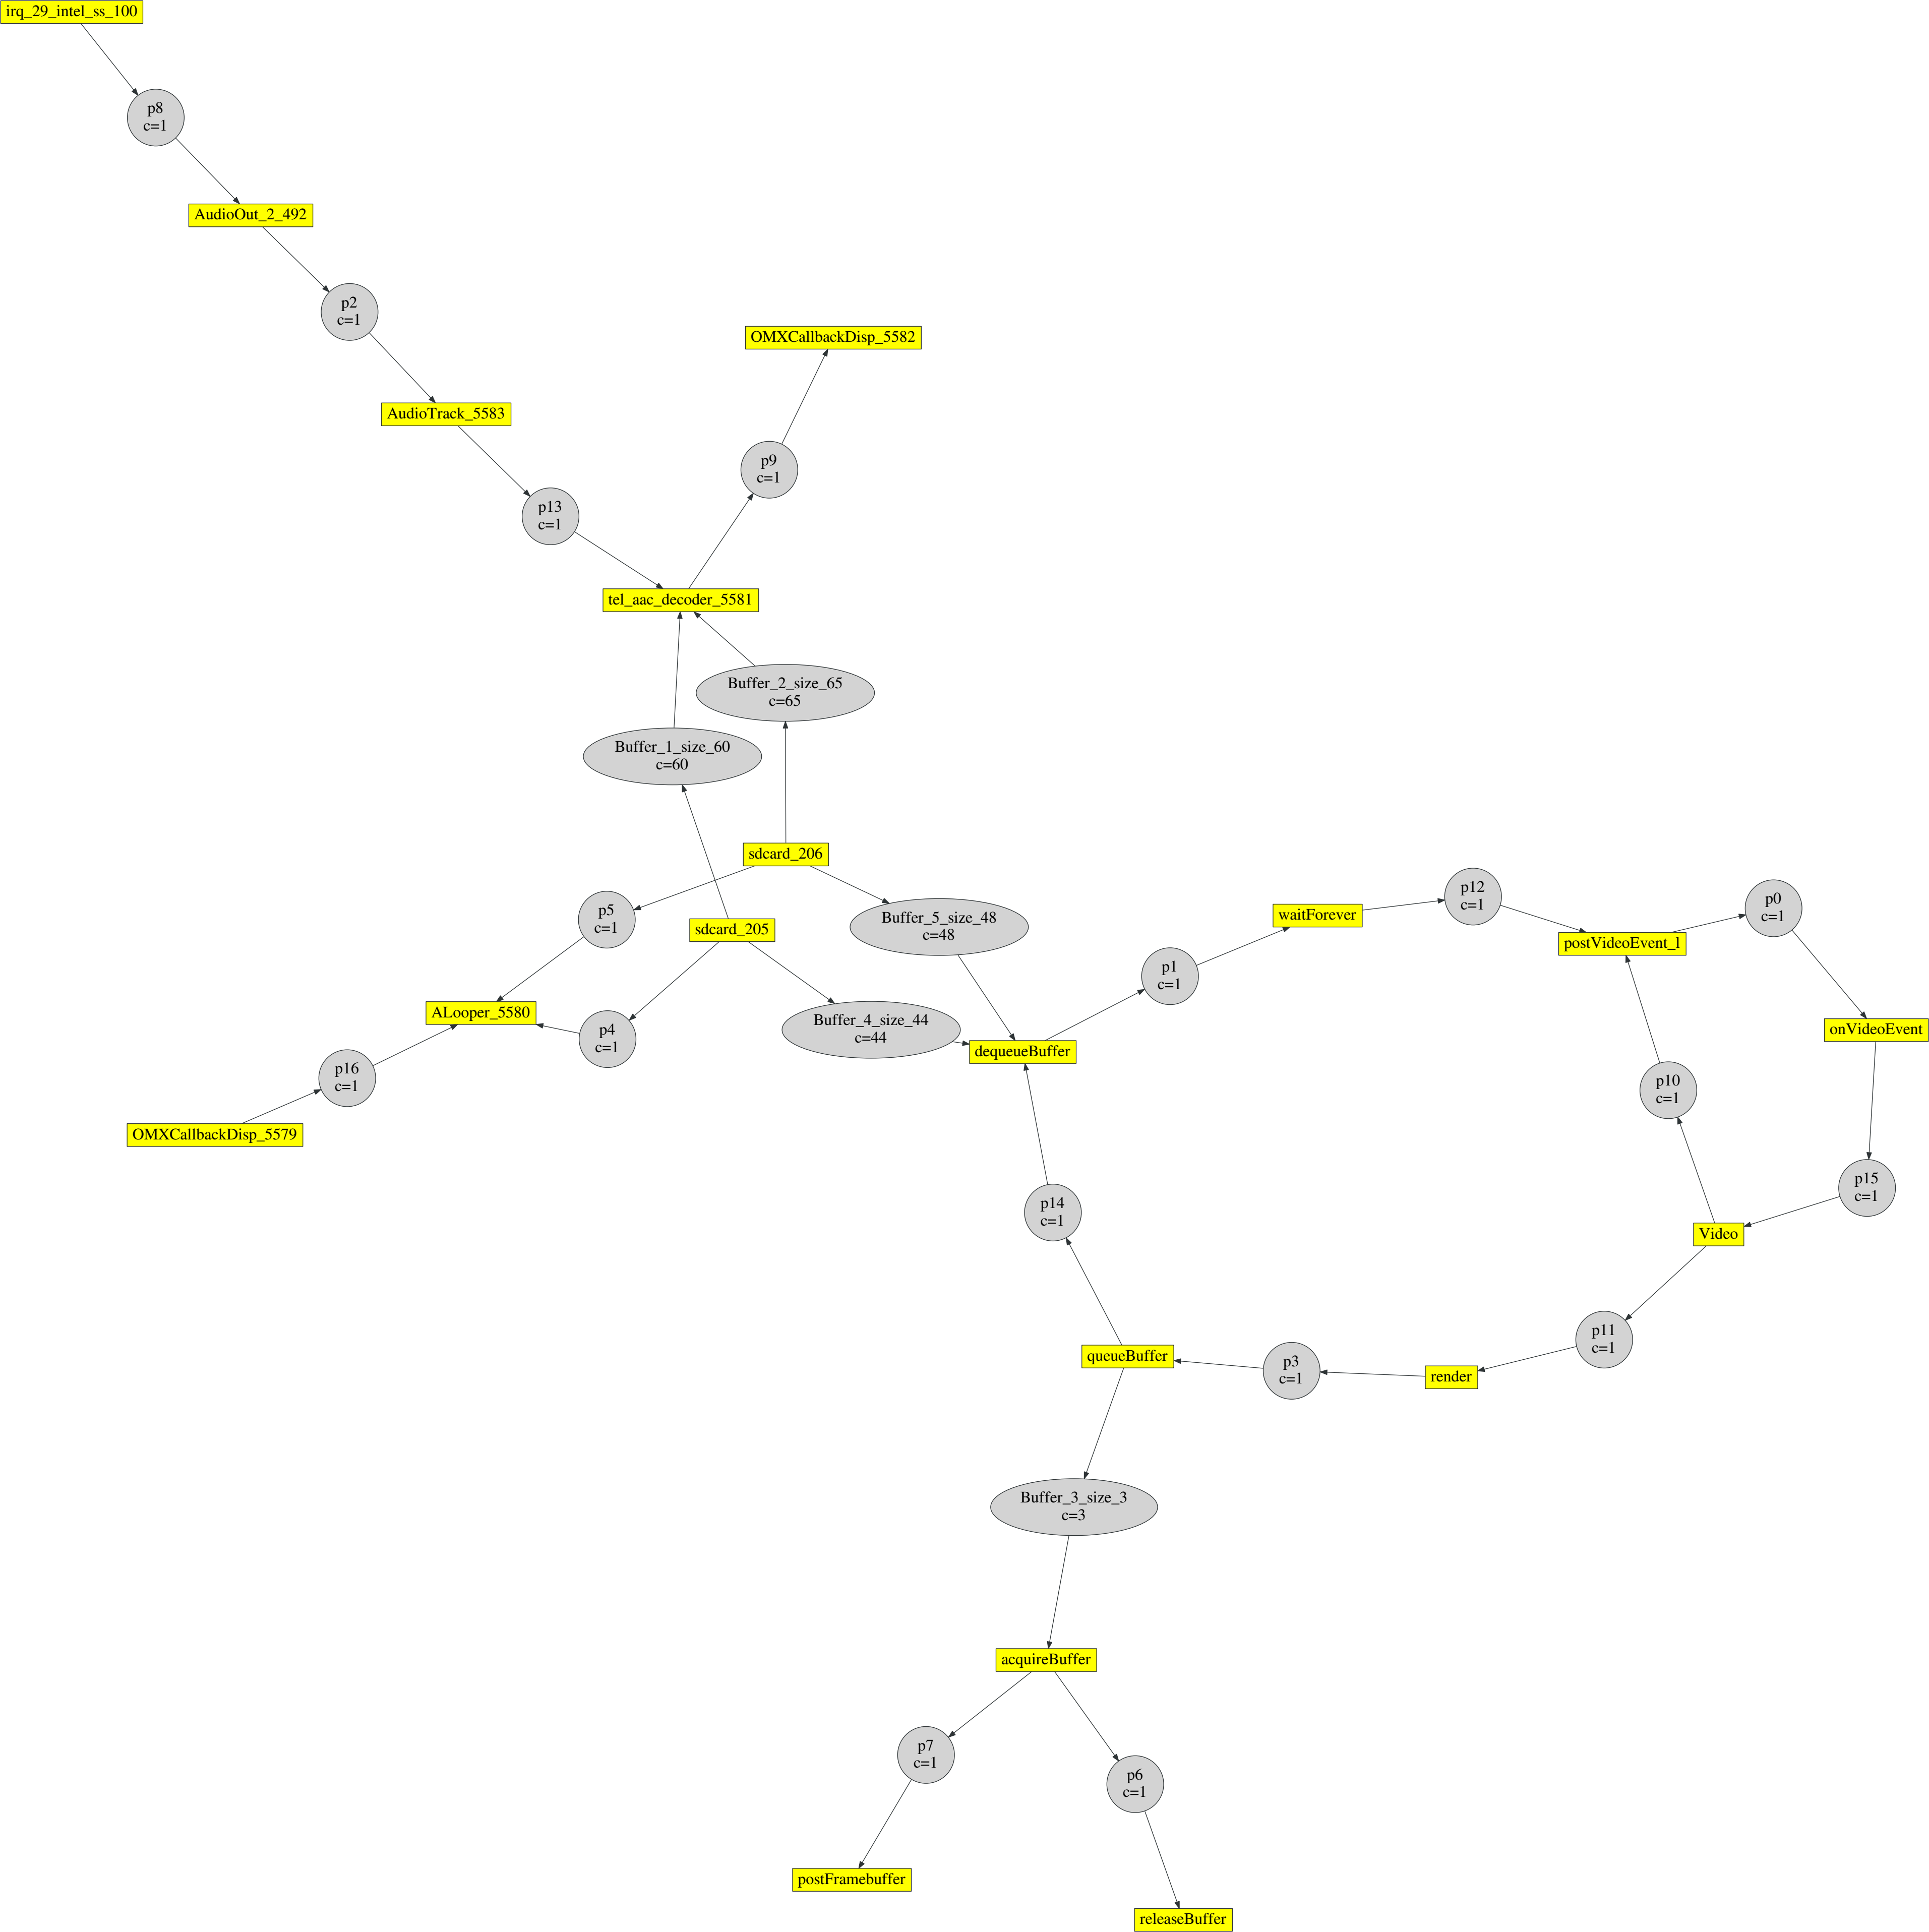 irq_29_intel_ss_100
p8
c=1
AudioOut_2_492
p2
c=1
OMXCallbackDisp_5582
AudioTrack_5583
p9
c=1
p13
c=1
tel_aac_decoder_5581
Buffer_2_size_65
c=65
Buffer_1_size_60
c=60
sdcard_206
p12
c=1
p0
c=1
p5
c=1
waitForever
Buffer_5_size_48
c=48
sdcard_205
postVideoEvent_l
p1
c=1
ALooper_5580
Buffer_4_size_44
c=44
onVideoEvent
p4
c=1
dequeueBuffer
p16
c=1
p10
c=1
OMXCallbackDisp_5579
p15
c=1
p14
c=1
Video
p11
c=1
queueBuffer
p3
c=1
render
Buffer_3_size_3
c=3
acquireBuffer
p7
c=1
p6
c=1
postFramebuffer
releaseBuffer